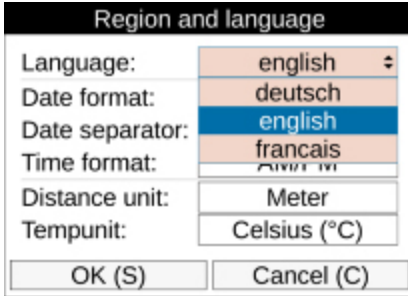 Region and language
Language: english
Date format: deutsch
Date separator: english
francais
Time format:
Distance unit: Meter
Tempunit: Celsius (°C)
OK (S) Cancel (C)